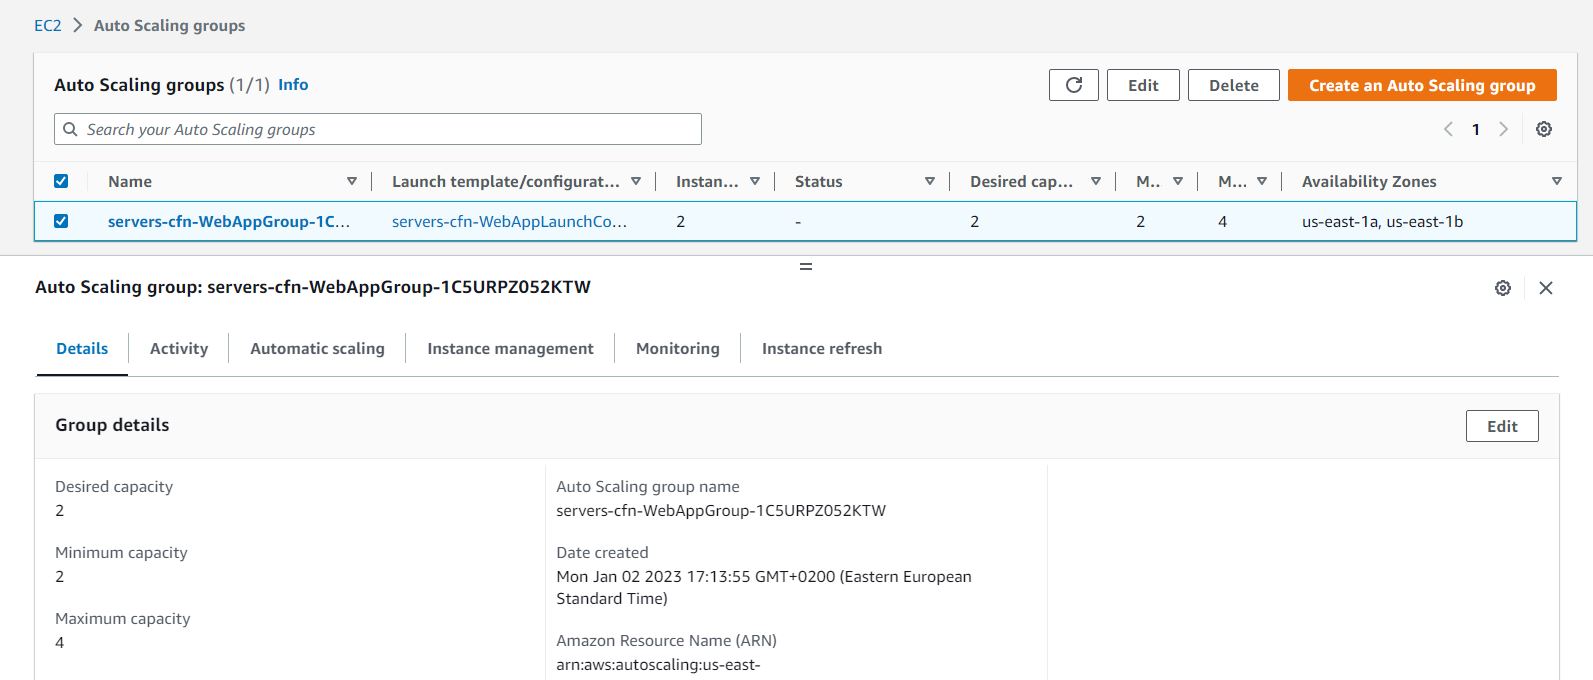 EC2 > Auto Scaling groups
Auto Scaling groups (1/1) Info
Edit
Delete
Create an Auto Scaling group
Search your Auto Scaling groups
1
Name Launch template/configurat... Instan... Status Desired cap... M.. M... Availability Zones
servers-cfn-WebAppGroup-1C... servers-cfn-WebAppLaunchCo... 2 - 2 2 4 us-east-1a, us-east-1b
Auto Scaling group: servers-cfn-WebAppGroup-1C5URPZ052KTW
Details Activity Automatic scaling Instance management Monitoring Instance refresh
Group details
Edit
Desired capacity
2
Minimum capacity
2
Maximum capacity
4
Auto Scaling group name
servers-cfn-WebAppGroup-1C5URPZ052KTW
Date created
Mon Jan 02 2023 17:13:55 GMT+0200 (Eastern European
Standard Time)
Amazon Resource Name (ARN)
arn:aws:autoscaling:us-east-